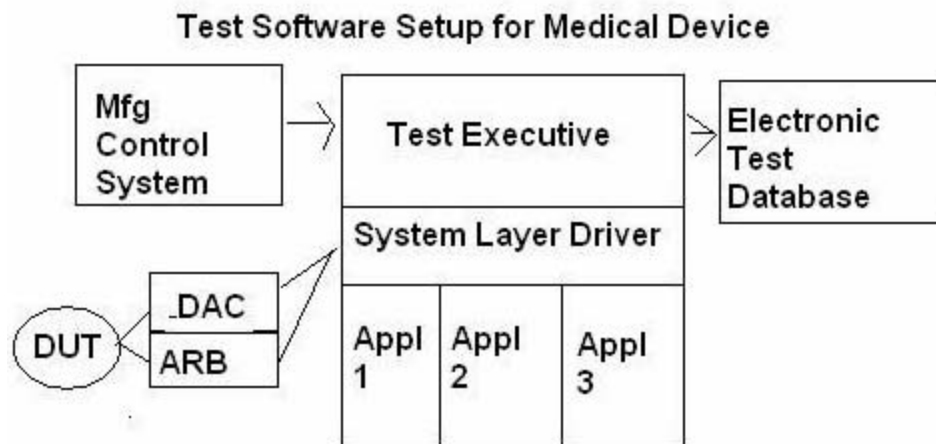 Test Software Setup for Medical Device
Mfg
Control
System
Test Executive
Electronic
Test
Database
System Layer Driver
DUT
DAC
ARB
Appl
1
Appl
2
Appl
3